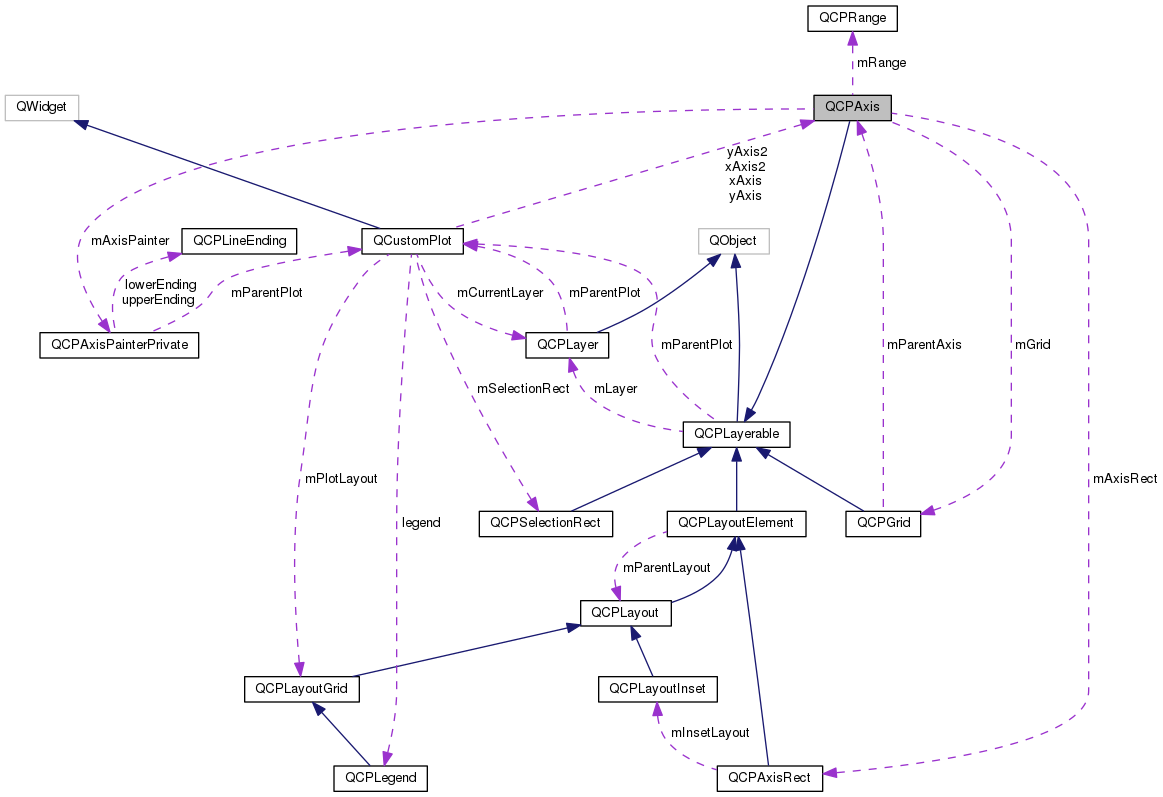 QCPRange
mRange
QWidget
QCPAxis
yAxis2
xAxis2
xAxis
yAxis
mAxisPainter
QCPLineEnding
QCustomPlot
QObject
lowerEnding
upperEnding
mParentPlot
mCurrentLayer
mParentPlot
QCPAxisPainterPrivate
QCPLayer
mParentPlot
mParentAxis
mGrid
mSelectionRect
mLayer
QCPLayerable
mPlotLayout
mAxisRect
legend
QCPSelectionRect
QCPLayoutElement
QCPGrid
mParentLayout
QCPLayout
QCPLayoutGrid
QCPLayoutInset
mInsetLayout
QCPLegend
QCPAxisRect